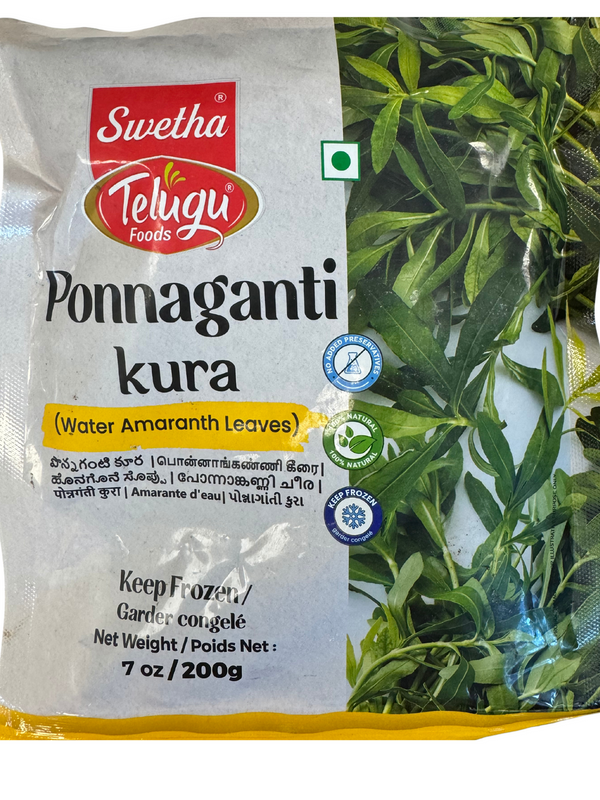 Swetha ®
Telugu ®
Foods
Ponnaganti
kura
(Water Amaranth Leaves)
పొన్నగంటి కూర | பொன்னாங்கண்ணி கீரை |
ಹೊನಗೊನೆ ಸೊಪ್ಪು | പോന്നാങ്കണ്ണി ചീര |
पोन्नगंती कुरा | Amarante d'eau | પોન્નાગાંતી કુરા
NO ADDED PRESERVATIVES
100% NATURAL
100% NATURAL
KEEP FROZEN
garder congelé
Keep Frozen /
Garder congelé
Net Weight / Poids Net :
7 oz / 200g